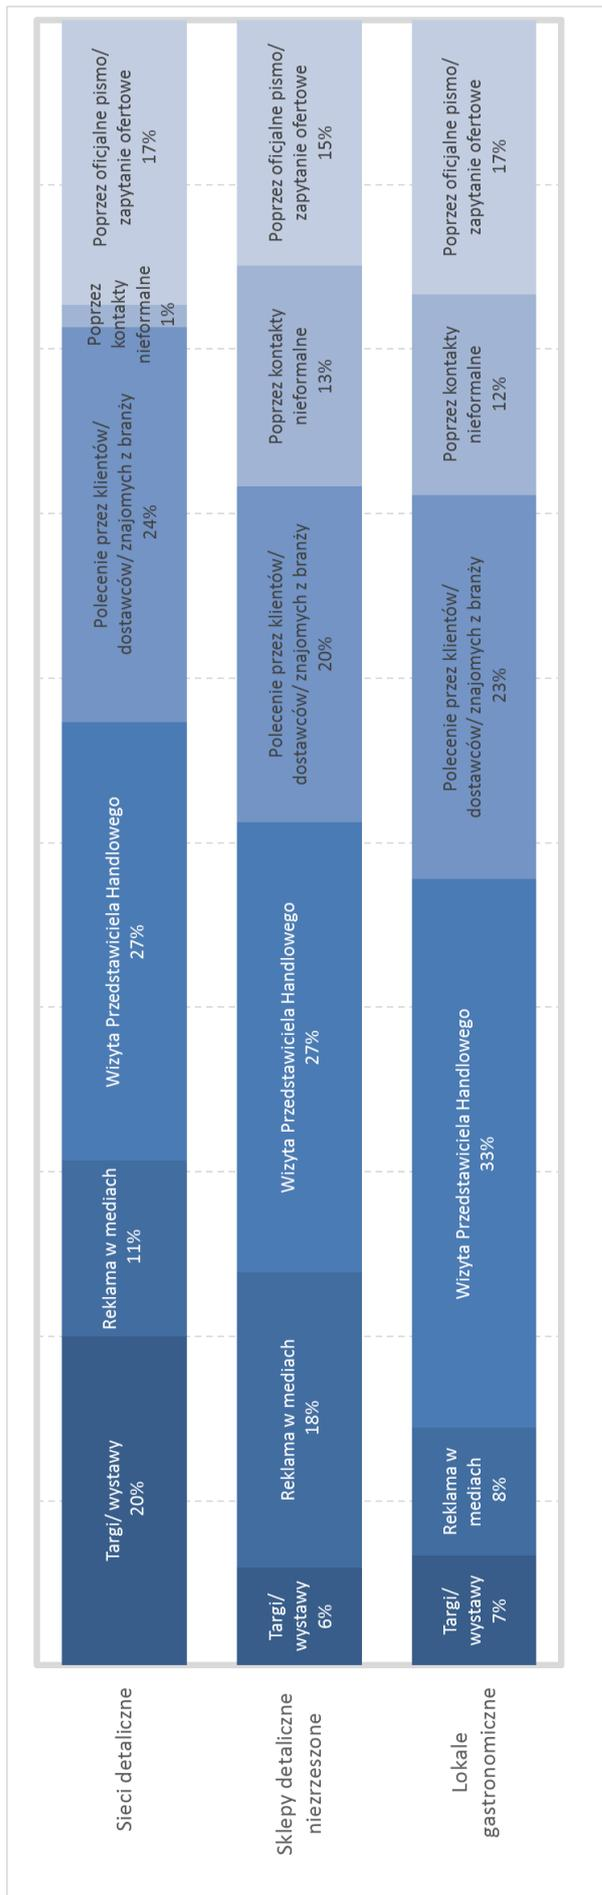 Sieci detaliczne
Targi/ wystawy
20%
Reklama w mediach
11%
Wizyta Przedstawiciela Handlowego
27%
Polecenie przez klientów/
dostawców/ znajomych z branży
24%
Poprzez
kontakty
nieformalne
1%
Poprzez oficjalne pismo/
zapytanie ofertowe
17%
Sklepy detaliczne
niezrzeszone
Targi/
wystawy
6%
Reklama w mediach
18%
Wizyta Przedstawiciela Handlowego
27%
Polecenie przez klientów/
dostawców/ znajomych z branży
20%
Poprzez kontakty
nieformalne
13%
Poprzez oficjalne pismo/
zapytanie ofertowe
15%
Lokale
gastronomiczne
Targi/
wystawy
7%
Reklama w
mediach
8%
Wizyta Przedstawiciela Handlowego
33%
Polecenie przez klientów/
dostawców/ znajomych z branży
23%
Poprzez kontakty
nieformalne
12%
Poprzez oficjalne pismo/
zapytanie ofertowe
17%